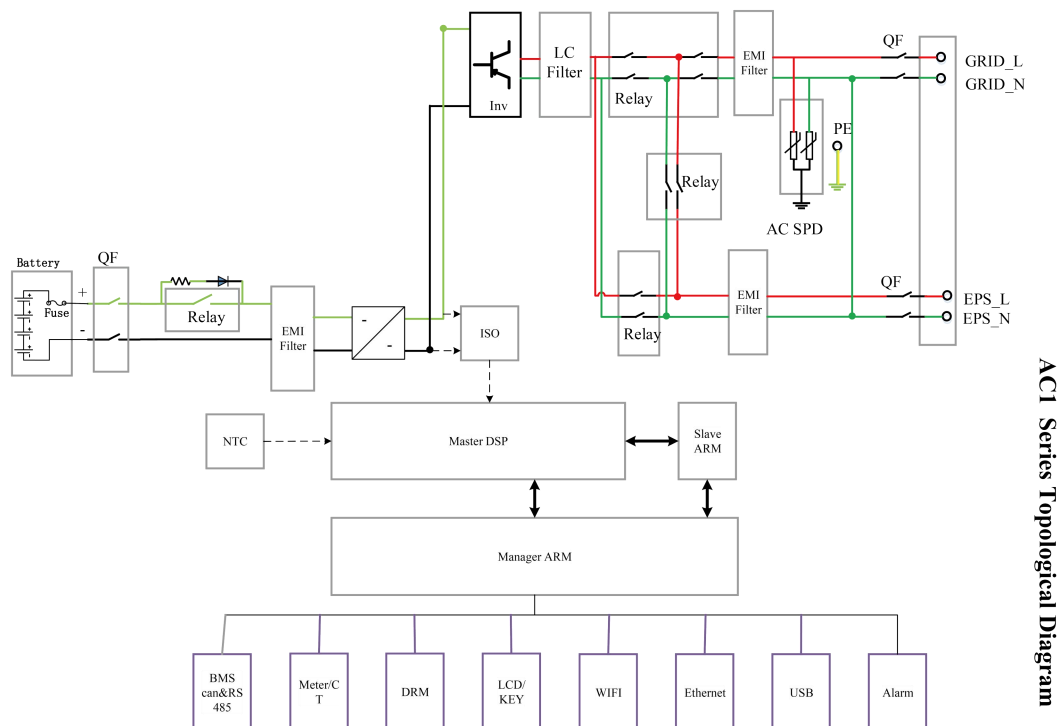 LC
Filter
Inv
Relay
EMI
Filter
QF
GRID_L
GRID_N
PE
Relay
AC SPD
Battery
+
-
Fuse
QF
Relay
EMI
Filter
-
-
ISO
Relay
EMI
Filter
QF
EPS_L
EPS_N
NTC
Master DSP
Slave
ARM
Manager ARM
BMS
can&RS
485
Meter/C
T
DRM
LCD/
KEY
WIFI
Ethernet
USB
Alarm
AC1 Series Topological Diagram